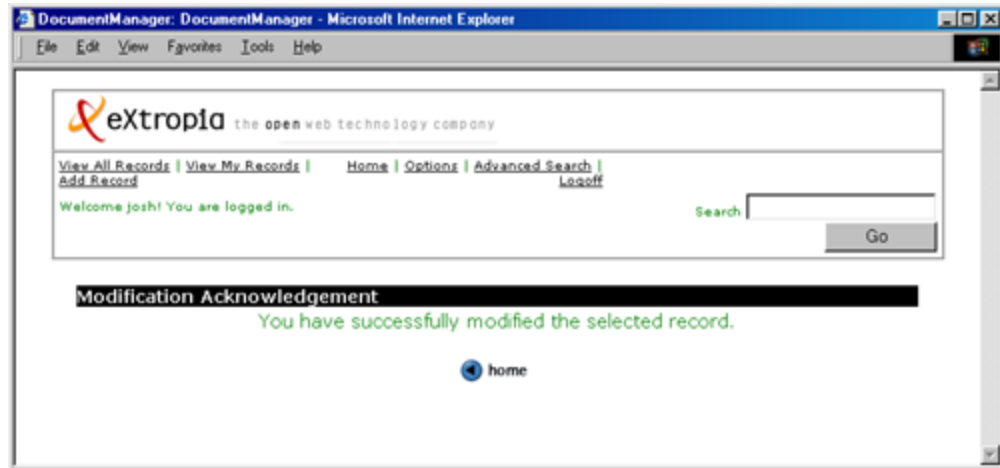 DocumentManager: DocumentManager - Microsoft Internet Explorer
File Edit View Favorites Tools Help
eXtropia the open web technology company
View All Records | View My Records | Home | Options | Advanced Search |
Add Record Logoff
Welcome josh! You are logged in.
Search
Go
Modification Acknowledgement
You have successfully modified the selected record.
home